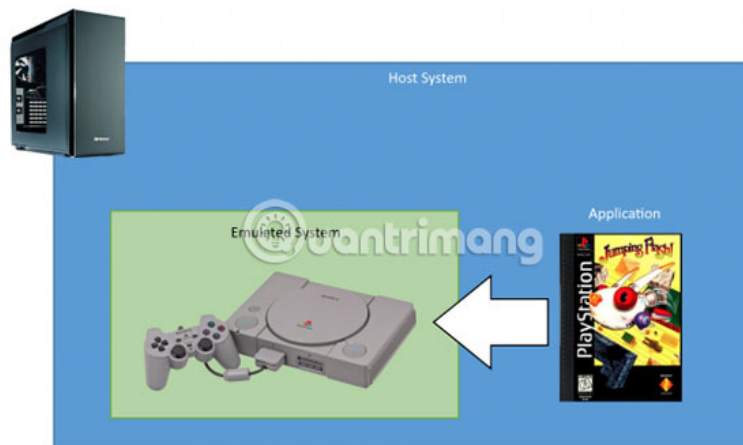 Host System
Application
Emulated System
Quantrimang
Jumping Flash!
PlayStation